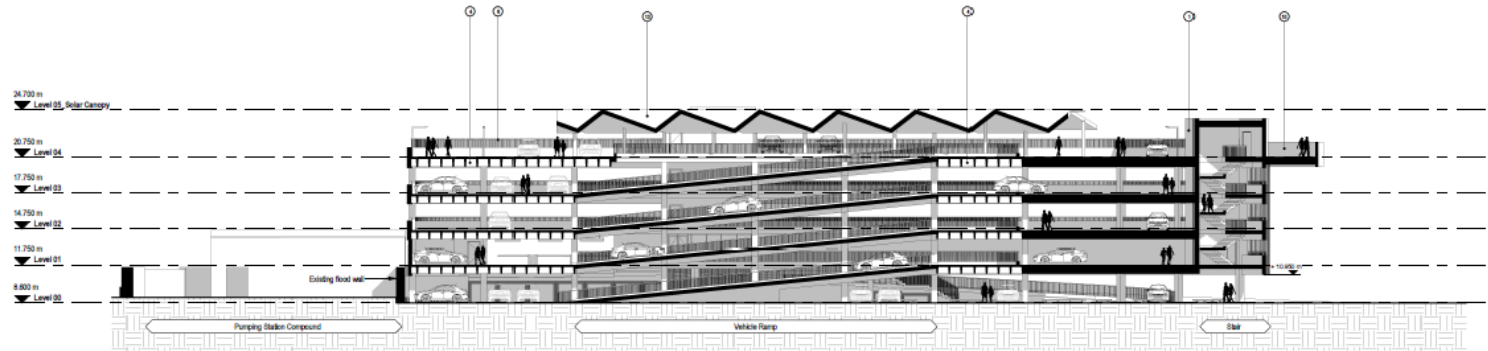 24.700 m
Level 05_Solar Canopy
20.750 m
Level 04
17.750 m
Level 03
14.750 m
Level 02
11.750 m
Level 01
Existing flood wall
8.600 m
Level 00
Pumping Station Compound
Vehicle Ramp
Stair